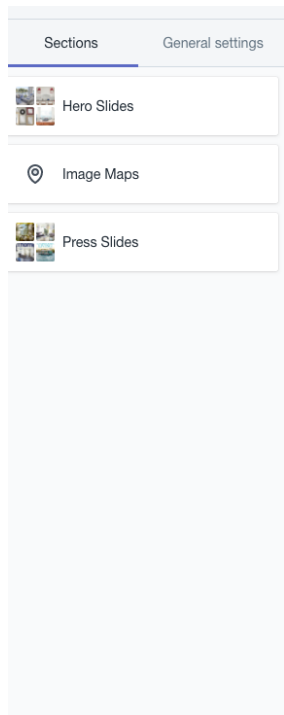 Sections
General settings
Hero Slides
Image Maps
Press Slides